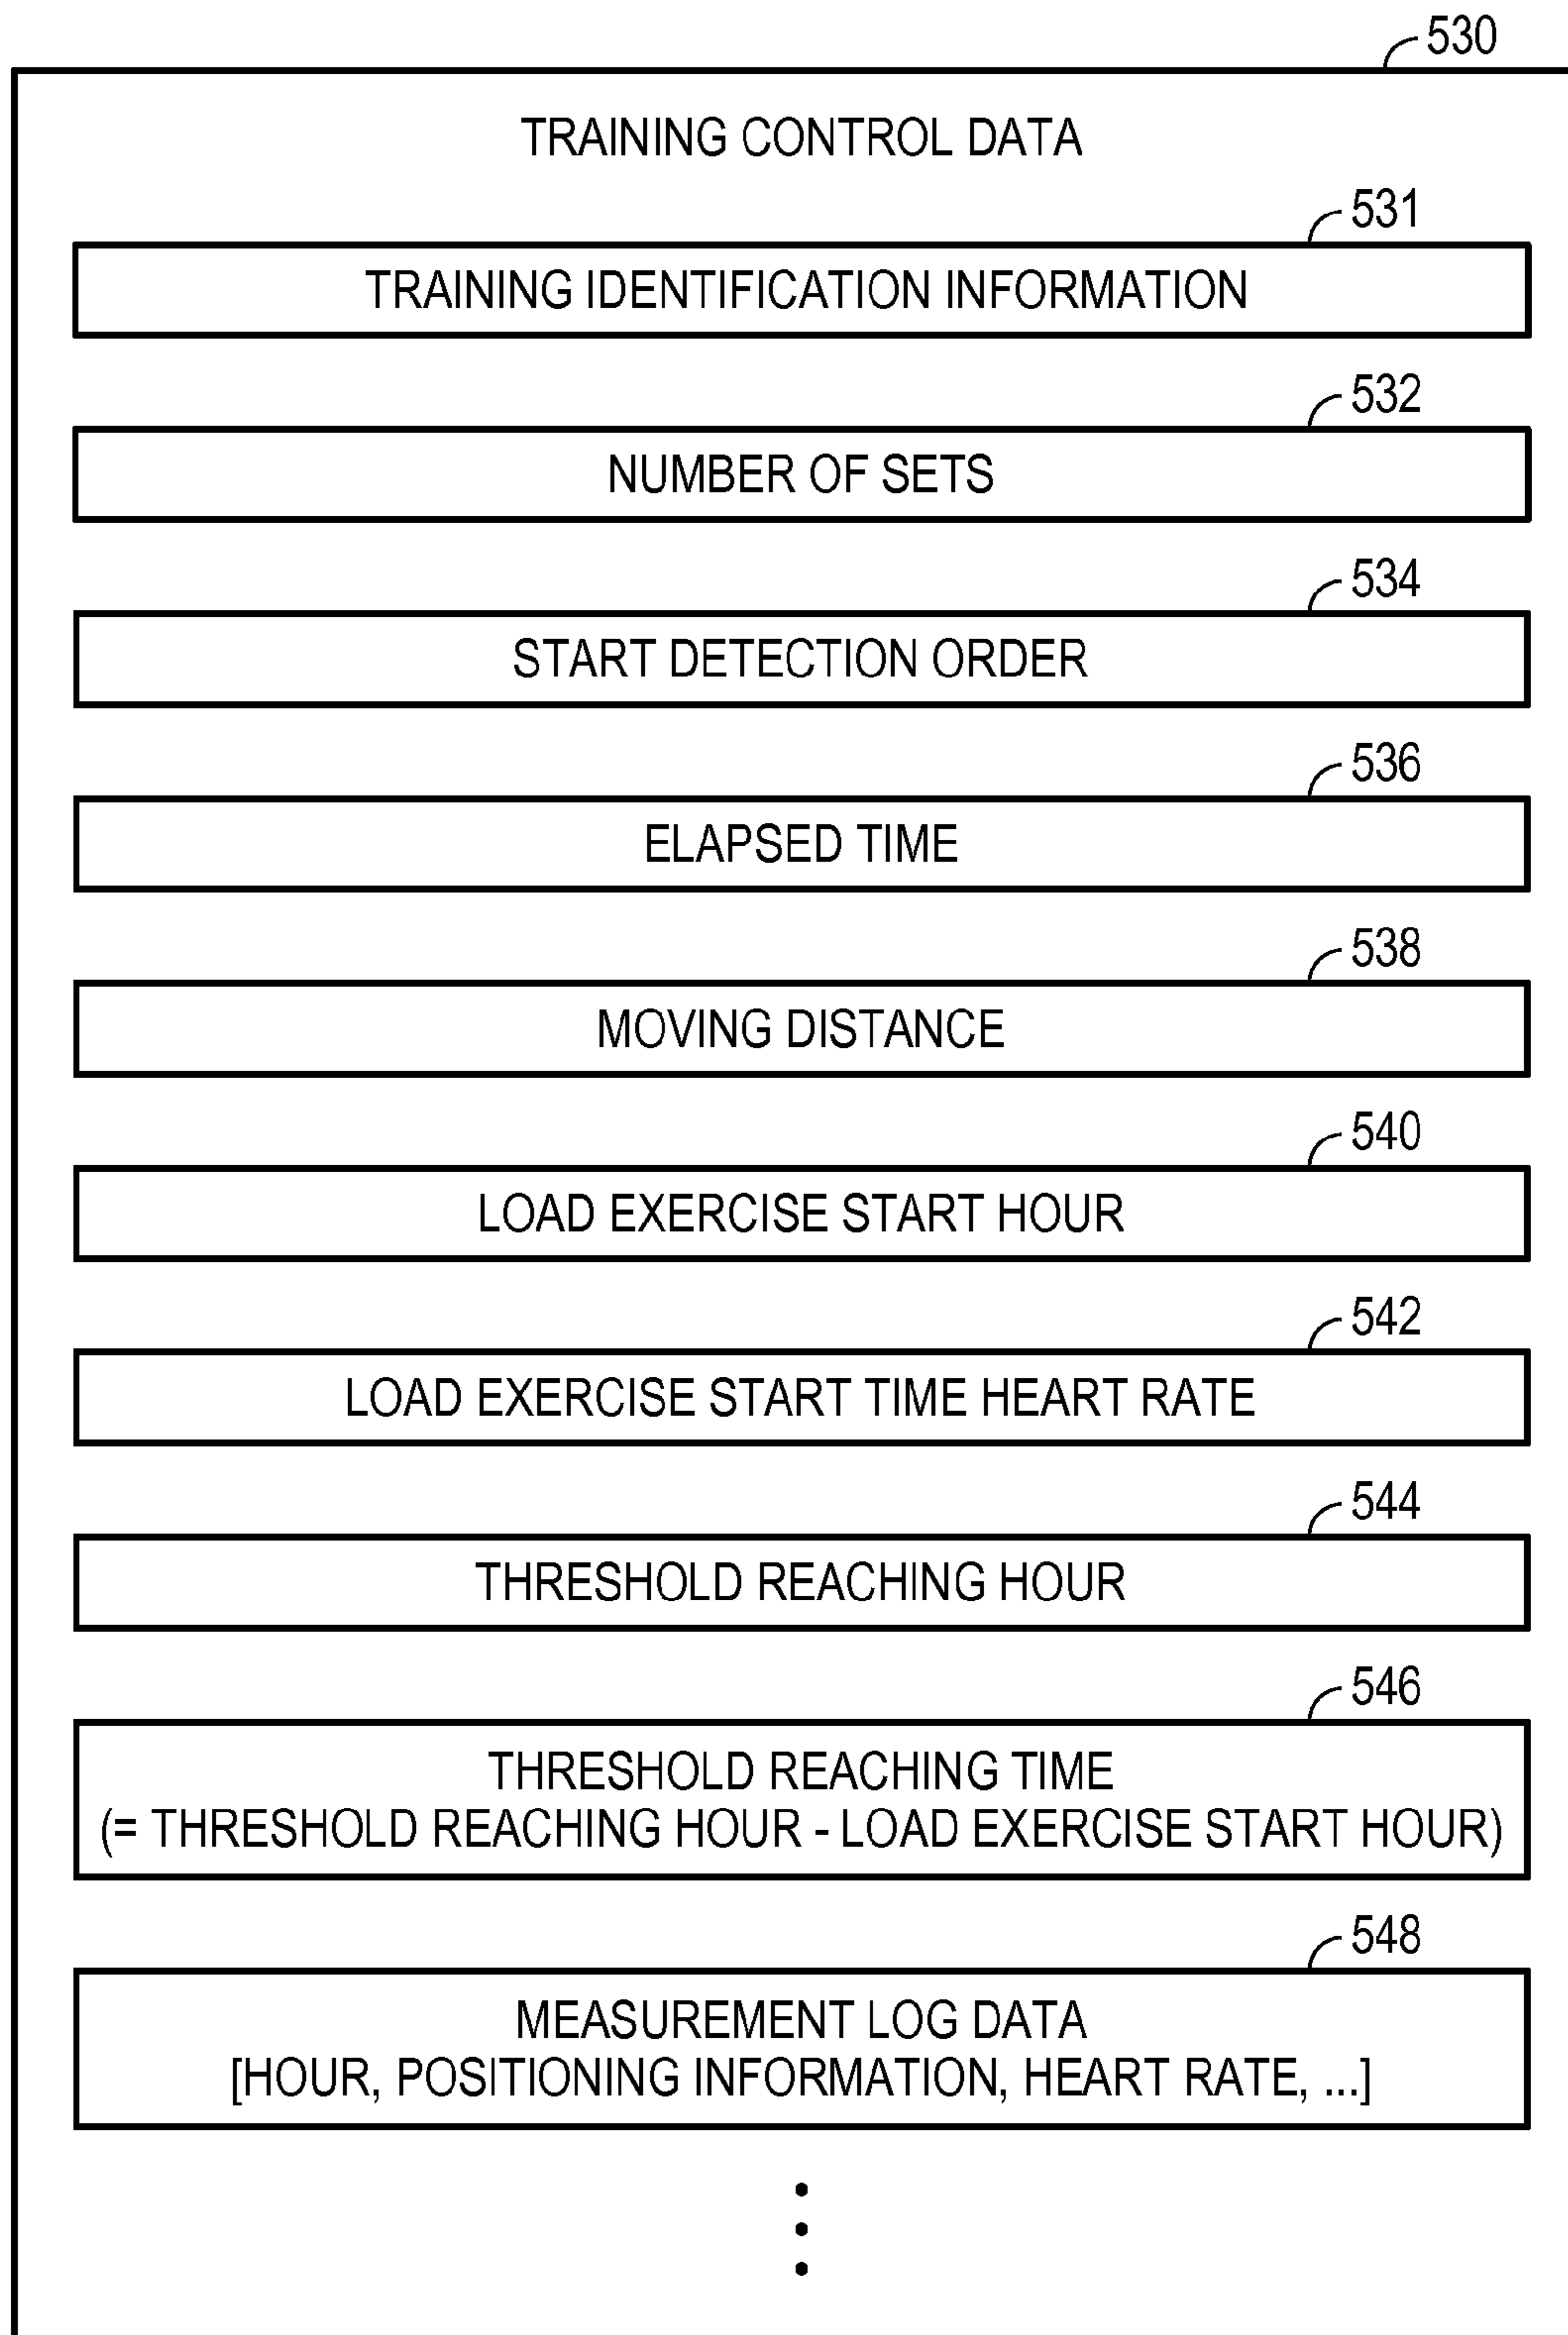 530
TRAINING CONTROL DATA
531
TRAINING IDENTIFICATION INFORMATION
532
NUMBER OF SETS
534
START DETECTION ORDER
536
ELAPSED TIME
538
MOVING DISTANCE
540
LOAD EXERCISE START HOUR
542
LOAD EXERCISE START TIME HEART RATE
544
THRESHOLD REACHING HOUR
546
THRESHOLD REACHING TIME
(= THRESHOLD REACHING HOUR - LOAD EXERCISE START HOUR)
548
MEASUREMENT LOG DATA
[HOUR, POSITIONING INFORMATION, HEART RATE, ...]